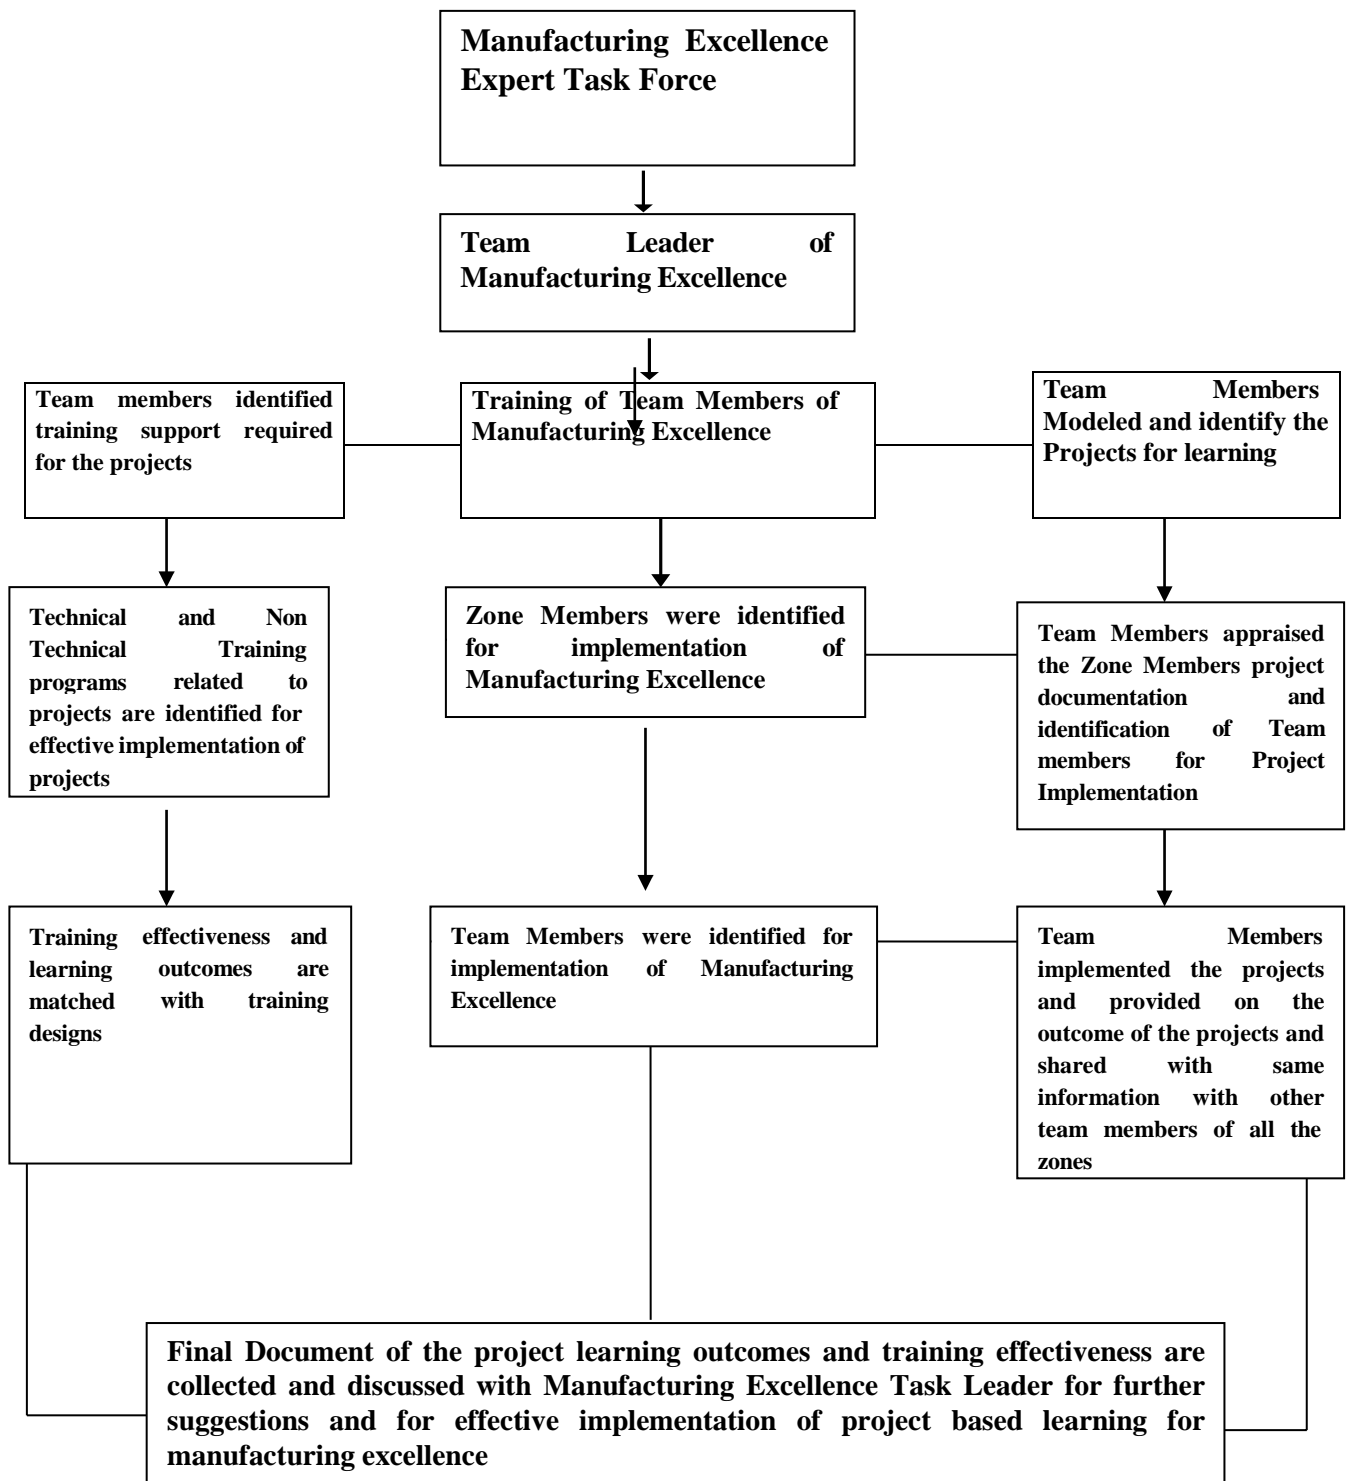 Manufacturing Excellence
Expert Task Force
Team Leader of
Manufacturing Excellence
Team members identified
training support required
for the projects
Training of Team Members of
Manufacturing Excellence
Team Members
Modeled and identify the
Projects for learning
Technical and Non
Technical Training
programs related to
projects are identified for
effective implementation of
projects
Zone Members were identified
for implementation of
Manufacturing Excellence
Team Members appraised
the Zone Members project
documentation and
identification of Team
members for Project
Implementation
Training effectiveness and
learning outcomes are
matched with training
designs
Team Members were identified for
implementation of Manufacturing
Excellence
Team Members
implemented the projects
and provided on the
outcome of the projects and
shared with same
information with other
team members of all the
zones
Final Document of the project learning outcomes and training effectiveness are
collected and discussed with Manufacturing Excellence Task Leader for further
suggestions and for effective implementation of project based learning for
manufacturing excellence